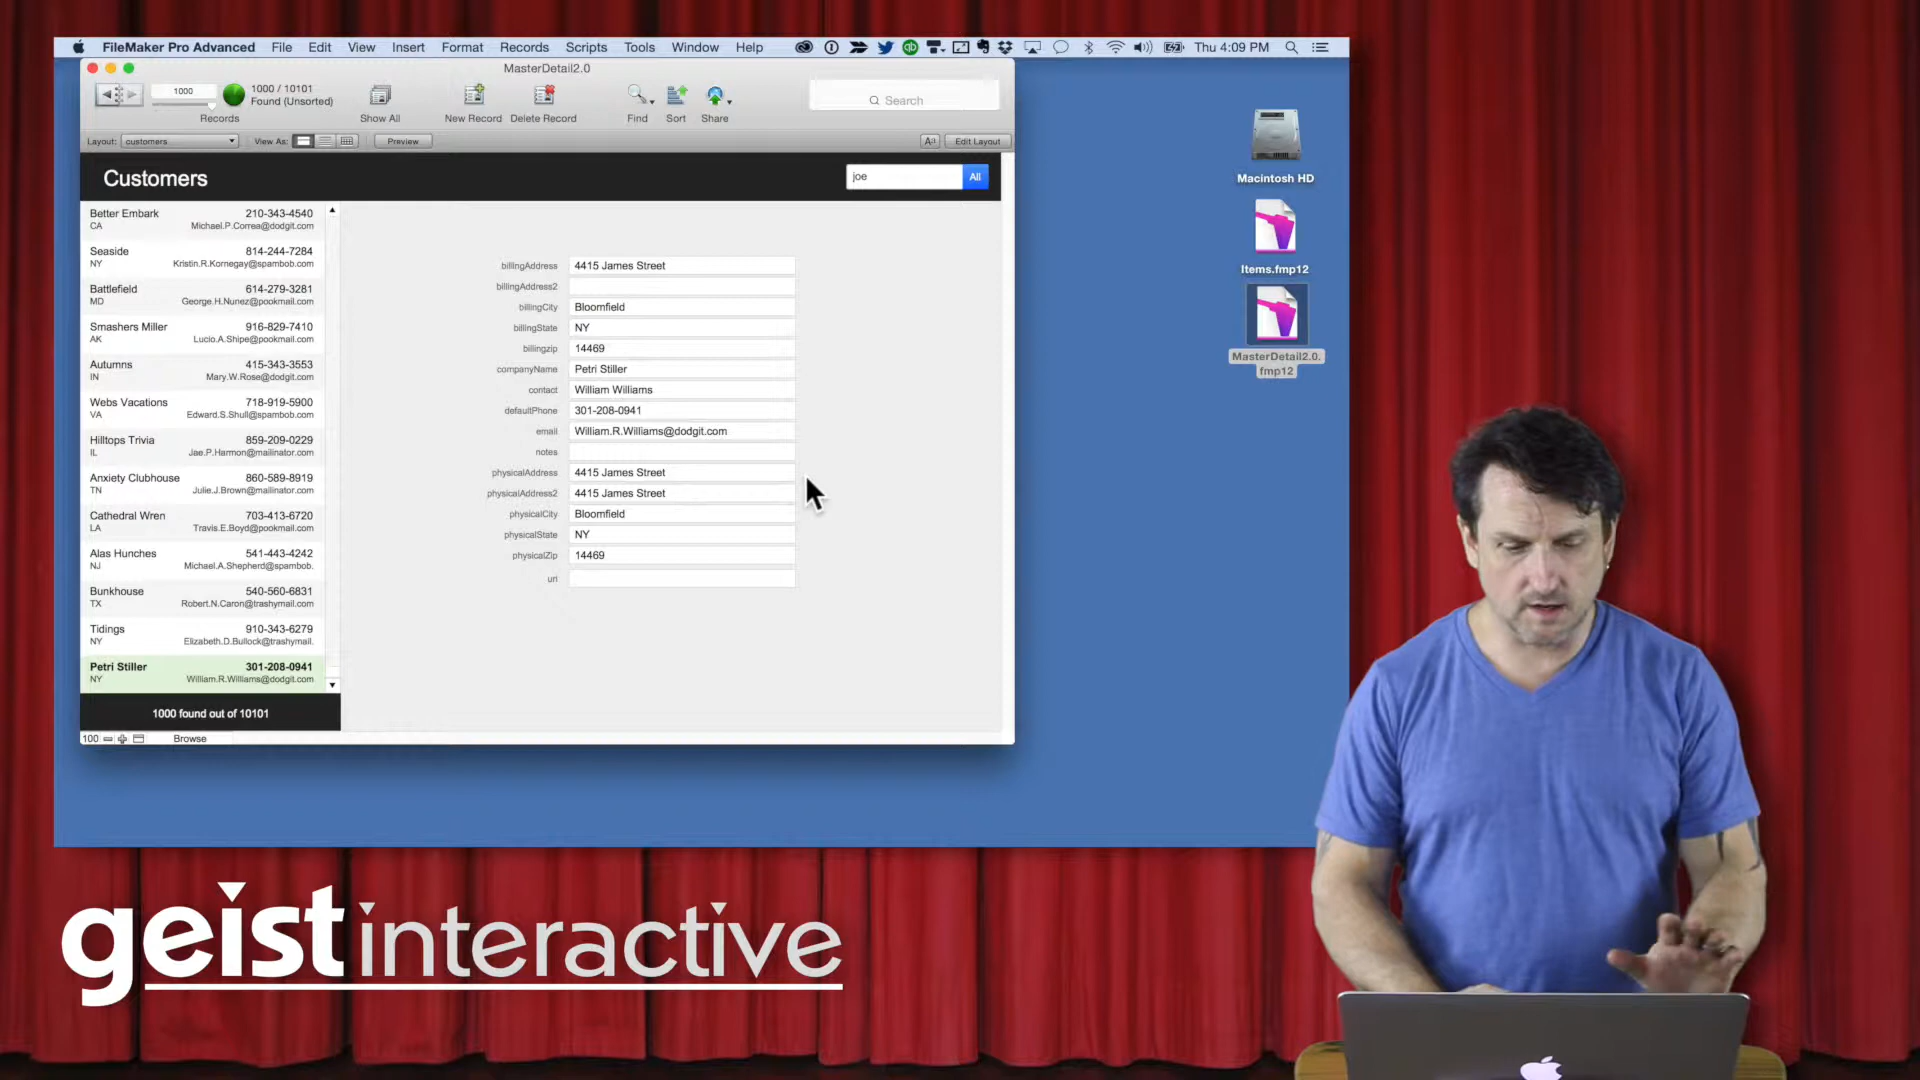 FileMaker Pro Advanced File Edit View Insert Format Records Scripts Tools Window Help Thu 4:09 PM
MasterDetail2.0
1000
1000 / 10101
Found (Unsorted)
Records
Show All
New Record
Delete Record
Find
Sort
Share
Search
Layout: customers
View As:
Preview
Edit Layout
Customers
joe
All
Better Embark 210-343-4540
CA Michael.P.Correa@dodgit.com
Seaside 814-244-7284
NY Kristin.R.Kornegay@spambob.com
Battlefield 614-279-3281
MD George.H.Nunez@pookmail.com
Smashers Miller 916-829-7410
AK Lucio.A.Shipe@pookmail.com
Autumns 415-343-3553
IN Mary.W.Rose@dodgit.com
Webs Vacations 718-919-5900
VA Edward.S.Shull@spambob.com
Hilltops Trivia 859-209-0229
IL Jae.P.Harmon@mailinator.com
Anxiety Clubhouse 860-589-8919
TN Julie.J.Brown@mailinator.com
Cathedral Wren 703-413-6720
LA Travis.E.Boyd@pookmail.com
Alas Hunches 541-443-4242
NJ Michael.A.Shepherd@spambob.
Bunkhouse 540-560-6831
TX Robert.N.Caron@trashymail.com
Tidings 910-343-6279
NY Elizabeth.D.Bullock@trashymail.
Petri Stiller 301-208-0941
NY William.R.Williams@dodgit.com
1000 found out of 10101
billingAddress 4415 James Street
billingAddress2
billingCity Bloomfield
billingState NY
billingzip 14469
companyName Petri Stiller
contact William Williams
defaultPhone 301-208-0941
email William.R.Williams@dodgit.com
notes
physicalAddress 4415 James Street
physicalAddress2 4415 James Street
physicalCity Bloomfield
physicalState NY
physicalZip 14469
100 Browse
Macintosh HD
Items.fmp12
MasterDetail2.0.
fmp12
geistinteractive